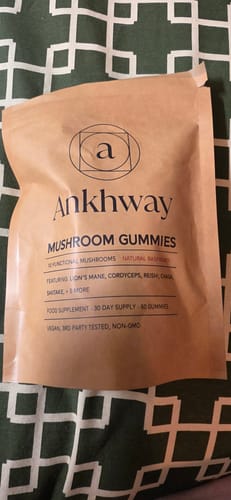 a
Ankhway
MUSHROOM GUMMIES
10 FUNCTIONAL MUSHROOMS · NATURAL RASPBERRY
FEATURING LION'S MANE, CORDYCEPS, REISHI, CHAGA,
SHIITAKE, + 5 MORE
FOOD SUPPLEMENT · 30 DAY SUPPLY · 60 GUMMIES
VEGAN, 3RD PARTY TESTED, NON-GMO